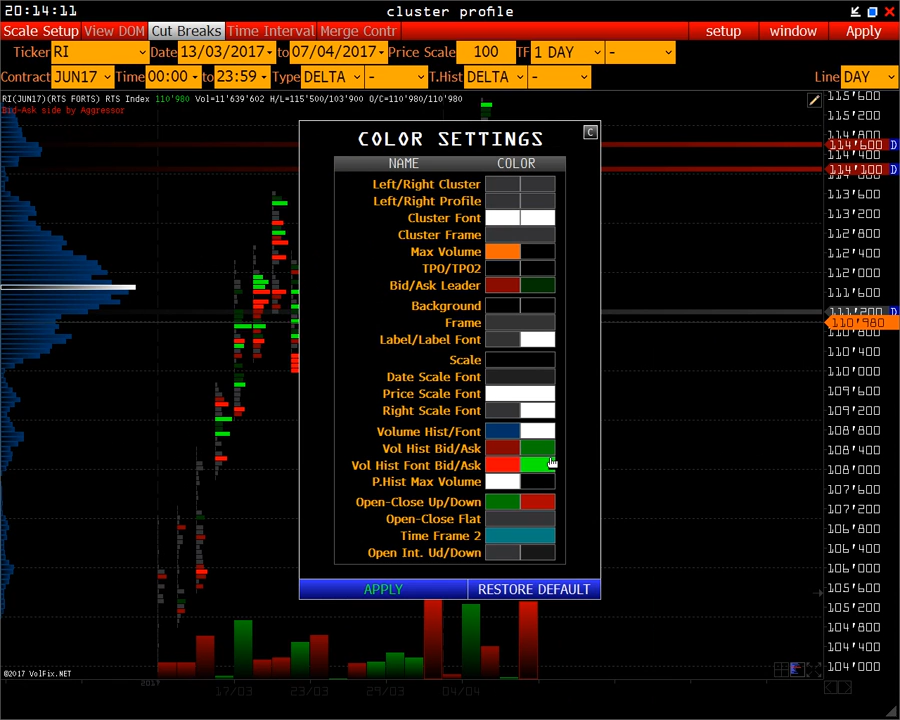 20:14:11 cluster profile
Scale Setup View DOM Cut Breaks Time Interval Merge Contr setup window Apply
Ticker RI Date 13/03/2017 to 07/04/2017 Price Scale 100 TF 1 DAY -
Contract JUN17 Time 00:00 to 23:59 Type DELTA - T.Hist DELTA - Line DAY
RI(JUN17)(RTS FORTS) RTS Index 110'980 Vol=11'639'602 H/L=115'500/103'900 O/C=110'980/110'980
Bid-Ask side by Aggressor
COLOR SETTINGS
C
NAME COLOR
Left/Right Cluster
Left/Right Profile
Cluster Font
Cluster Frame
Max Volume
TPO/TPO2
Bid/Ask Leader
Background
Frame
Label/Label Font
Scale
Date Scale Font
Price Scale Font
Right Scale Font
Volume Hist/Font
Vol Hist Bid/Ask
Vol Hist Font Bid/Ask
P.Hist Max Volume
Open-Close Up/Down
Open-Close Flat
Time Frame 2
Open Int. Ud/Down
APPLY RESTORE DEFAULT
115'600
115'200
114'800
114'600 D
114'400
114'100 D
113'600
113'200
112'800
112'400
112'000
111'600
111'200 D
110'980
110'800
110'400
110'000
109'600
109'200
108'800
108'400
108'000
107'600
107'200
106'800
106'400
106'000
105'600
105'200
104'800
104'400
104'000
©2017 VolFix.NET
2017 17/03 23/03 29/03 04/04